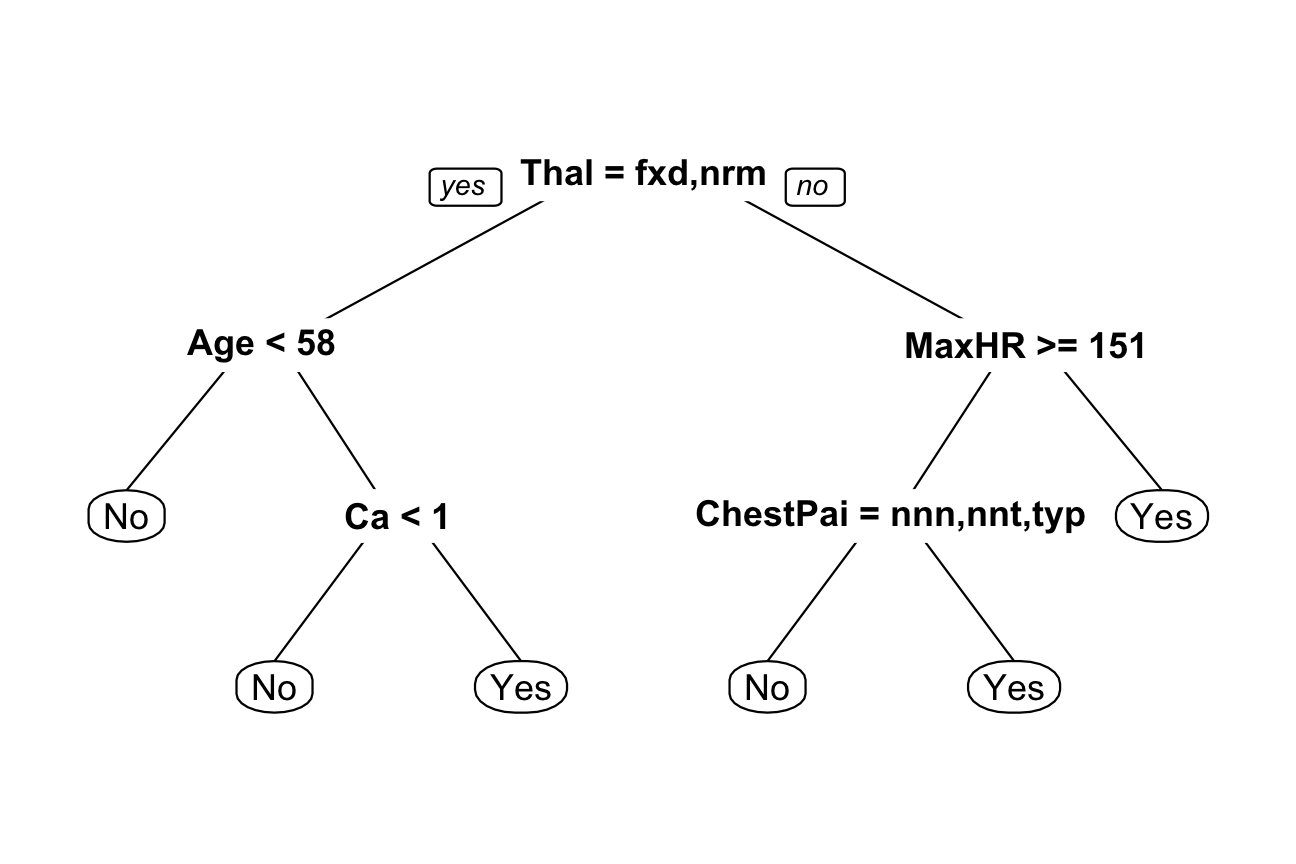 yes Thal = fxd,nrm no
Age < 58 MaxHR >= 151
No Ca < 1 ChestPai = nnn,nnt,typ Yes
No Yes No Yes